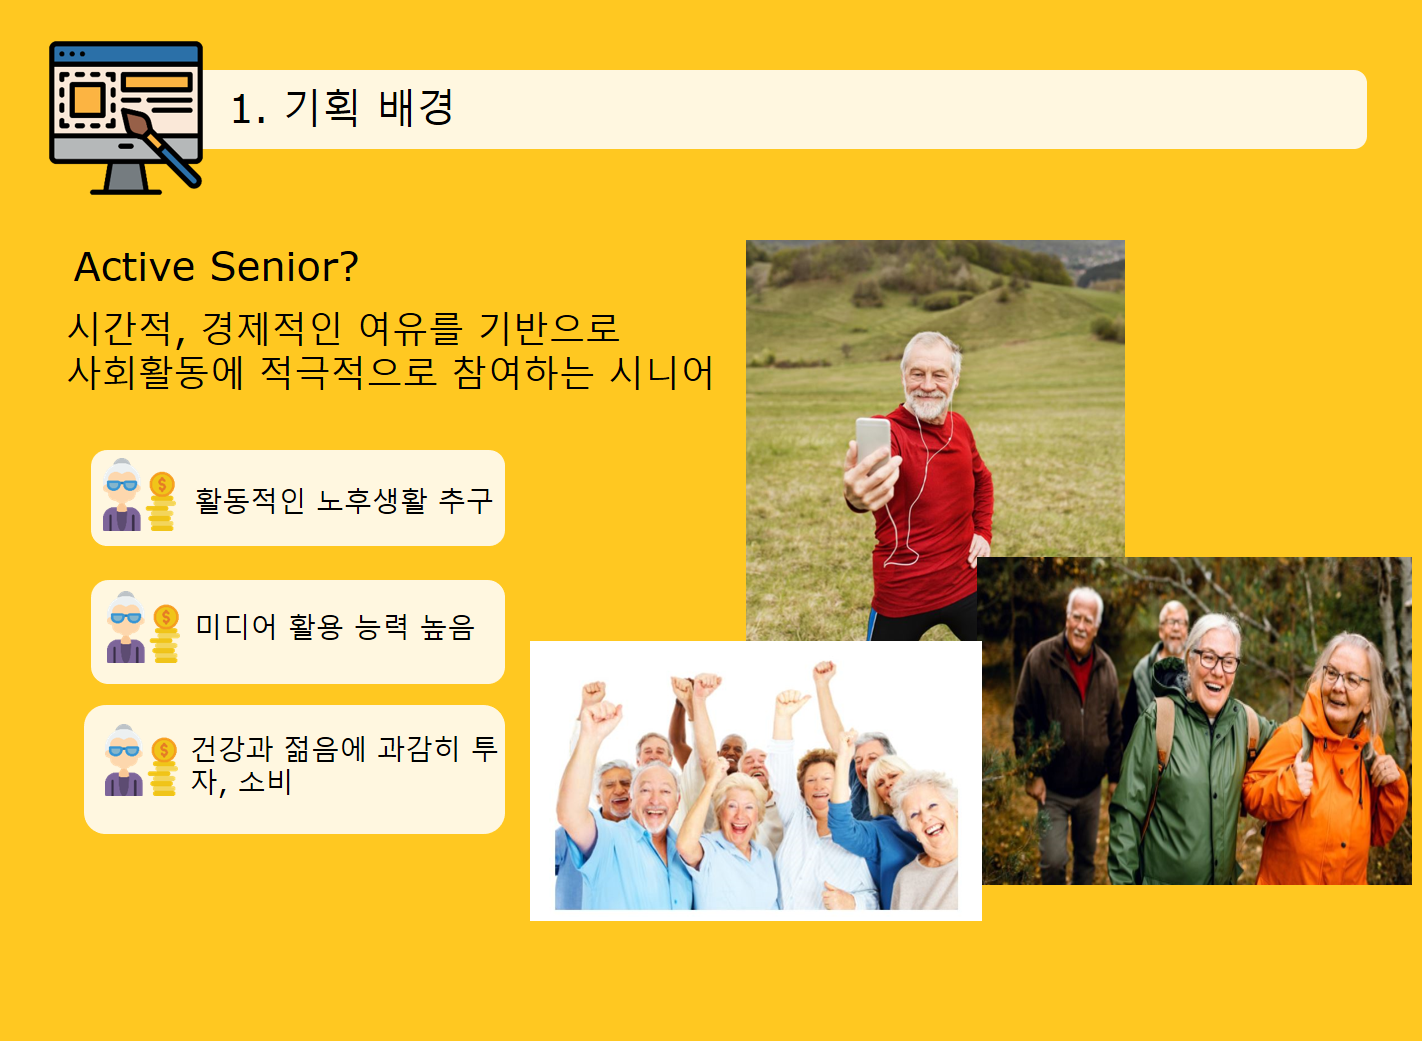 1. 기획 배경
Active Senior?
시간적, 경제적인 여유를 기반으로
사회활동에 적극적으로 참여하는 시니어
활동적인 노후생활 추구
미디어 활용 능력 높음
건강과 젊음에 과감히 투
자, 소비